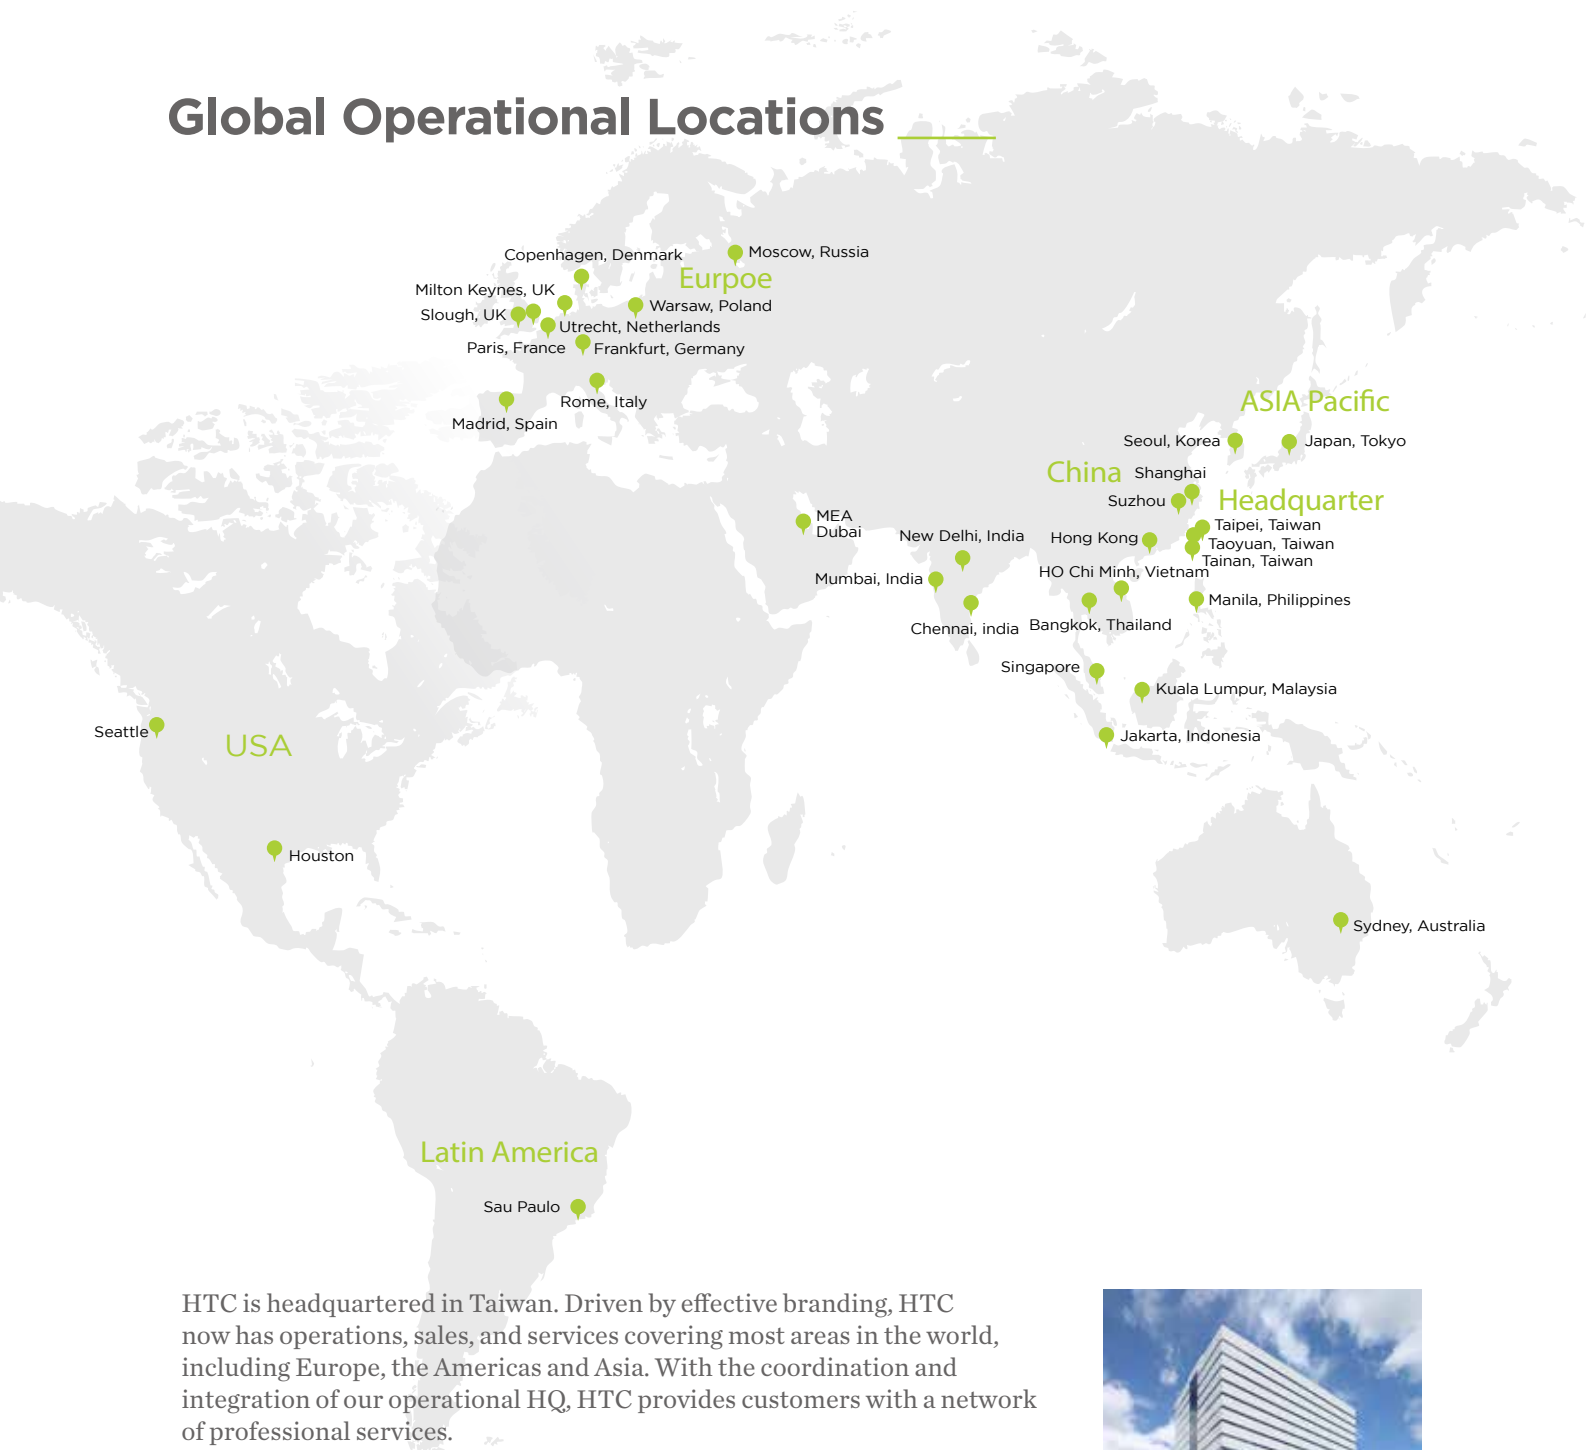 Global Operational Locations
Copenhagen, Denmark
Moscow, Russia
Eurpoe
Milton Keynes, UK
Warsaw, Poland
Slough, UK
Utrecht, Netherlands
Paris, France
Frankfurt, Germany
Rome, Italy
Madrid, Spain
ASIA Pacific
Seoul, Korea
Japan, Tokyo
China
Shanghai
Suzhou
Headquarter
MEA
Dubai
Taipei, Taiwan
New Delhi, India
Hong Kong
Taoyuan, Taiwan
Tainan, Taiwan
HO Chi Minh, Vietnam
Mumbai, India
Manila, Philippines
Chennai, india
Bangkok, Thailand
Singapore
Kuala Lumpur, Malaysia
Seattle
USA
Jakarta, Indonesia
Houston
Sydney, Australia
Latin America
Sau Paulo
HTC is headquartered in Taiwan. Driven by effective branding, HTC
now has operations, sales, and services covering most areas in the world,
including Europe, the Americas and Asia. With the coordination and
integration of our operational HQ, HTC provides customers with a network
of professional services.